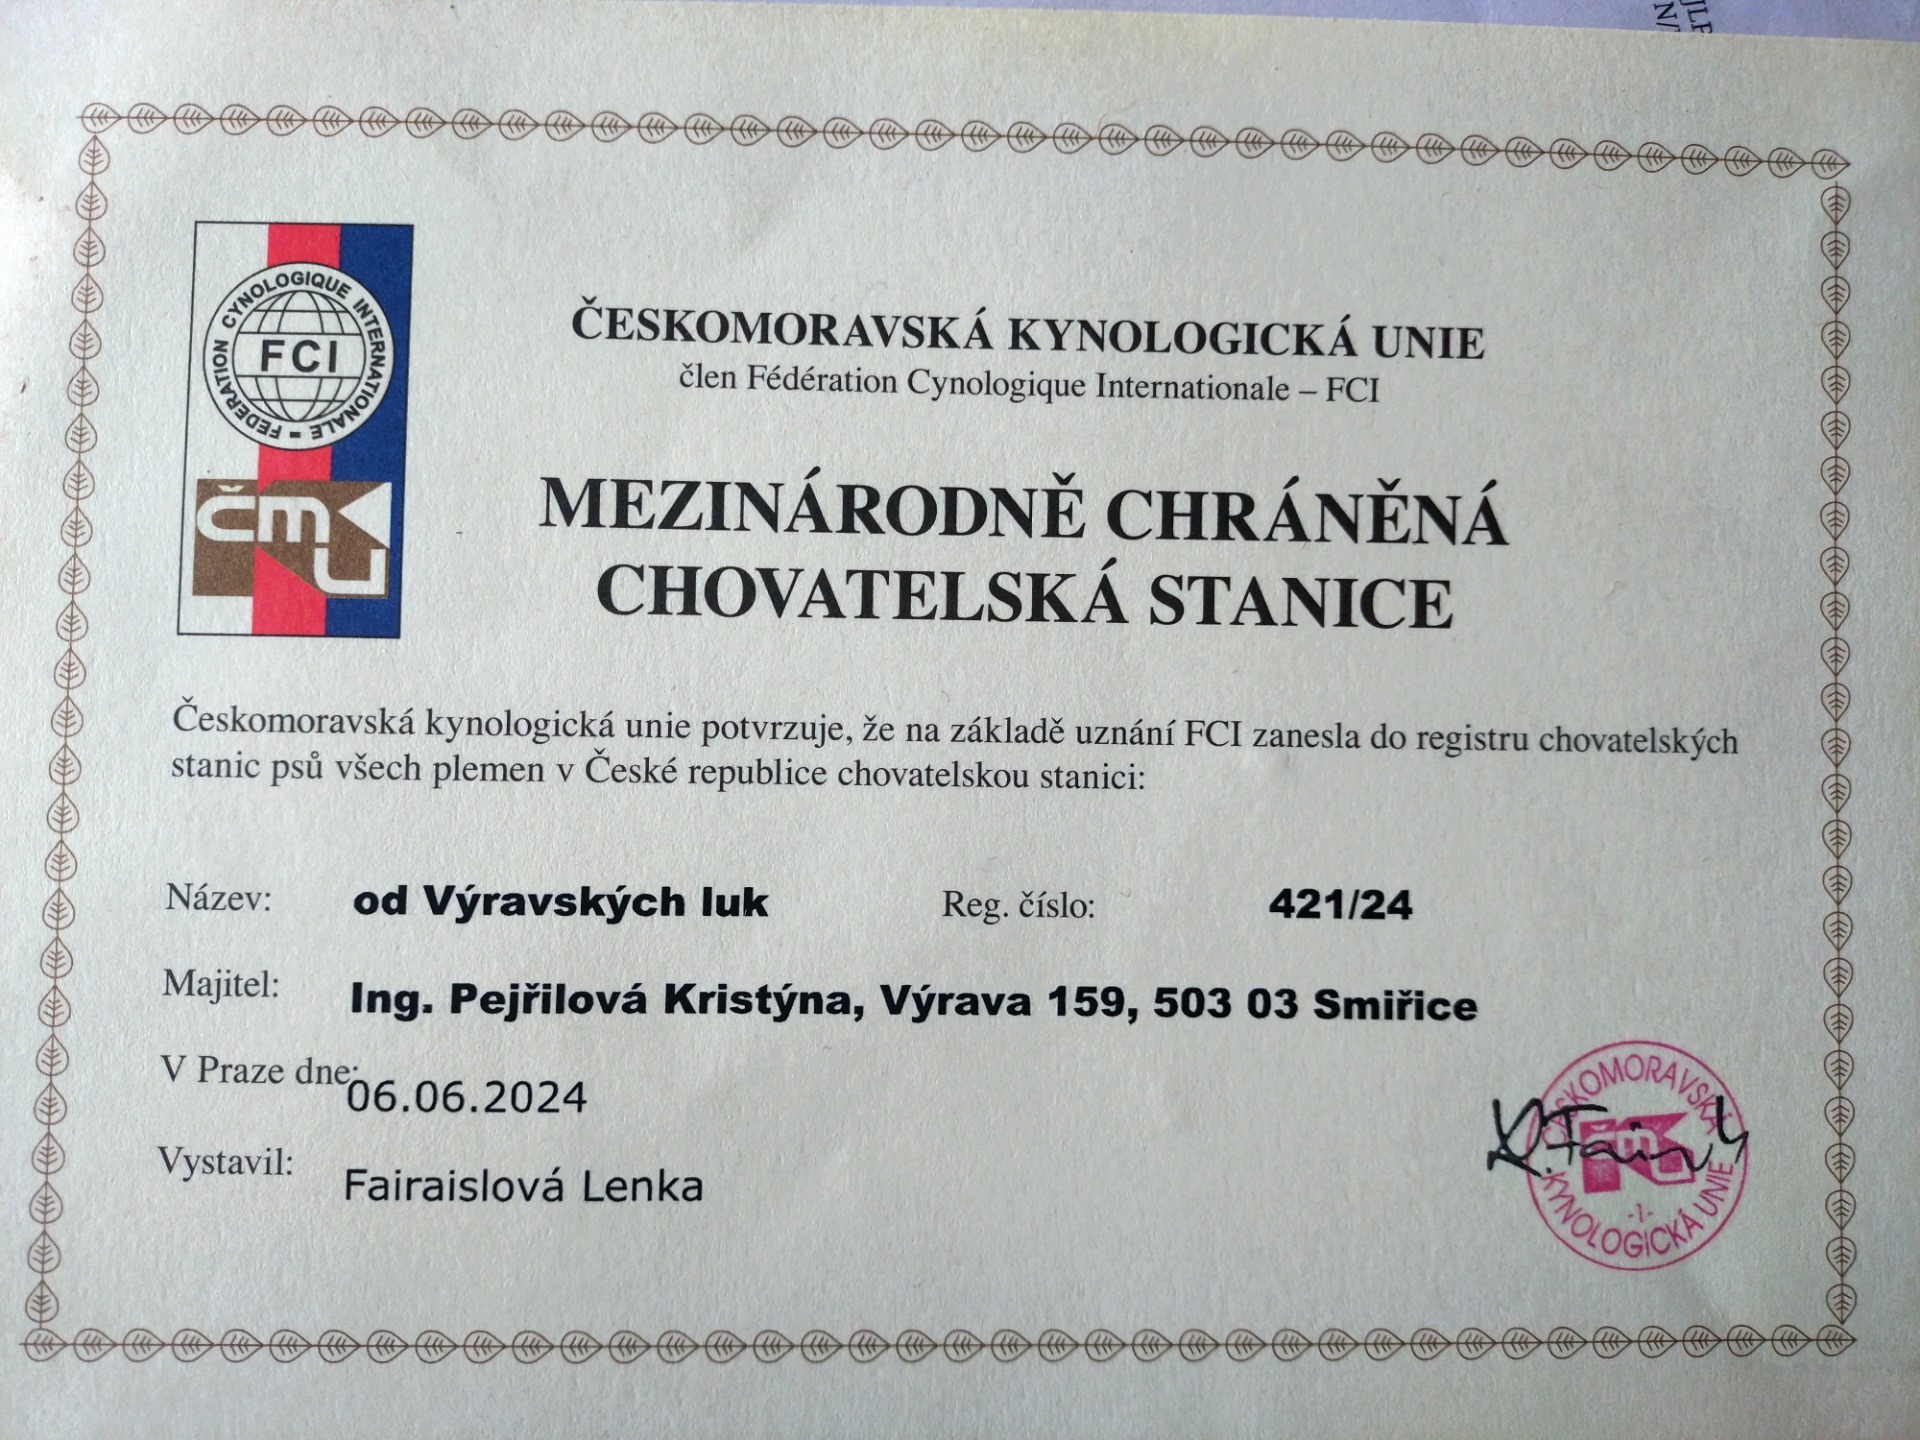 JLF
N/
FEDERATION CYNOLOGIQUE INTERNATIONALE –
FCI
ČMKU
ČESKOMORAVSKÁ KYNOLOGICKÁ UNIE
člen Fédération Cynologique Internationale – FCI
MEZINÁRODNĚ CHRÁNĚNÁ
CHOVATELSKÁ STANICE
Českomoravská kynologická unie potvrzuje, že na základě uznání FCI zanesla do registru chovatelských
stanic psů všech plemen v České republice chovatelskou stanici:
Název: od Výravských luk Reg. číslo: 421/24
Majitel: Ing. Pejřilová Kristýna, Výrava 159, 503 03 Smiřice
V Praze dne: 06.06.2024
Vystavil: Fairaislová Lenka
ČESKOMORAVSKÁ
KYNOLOGICKÁ UNIE
ČMKU
-1-